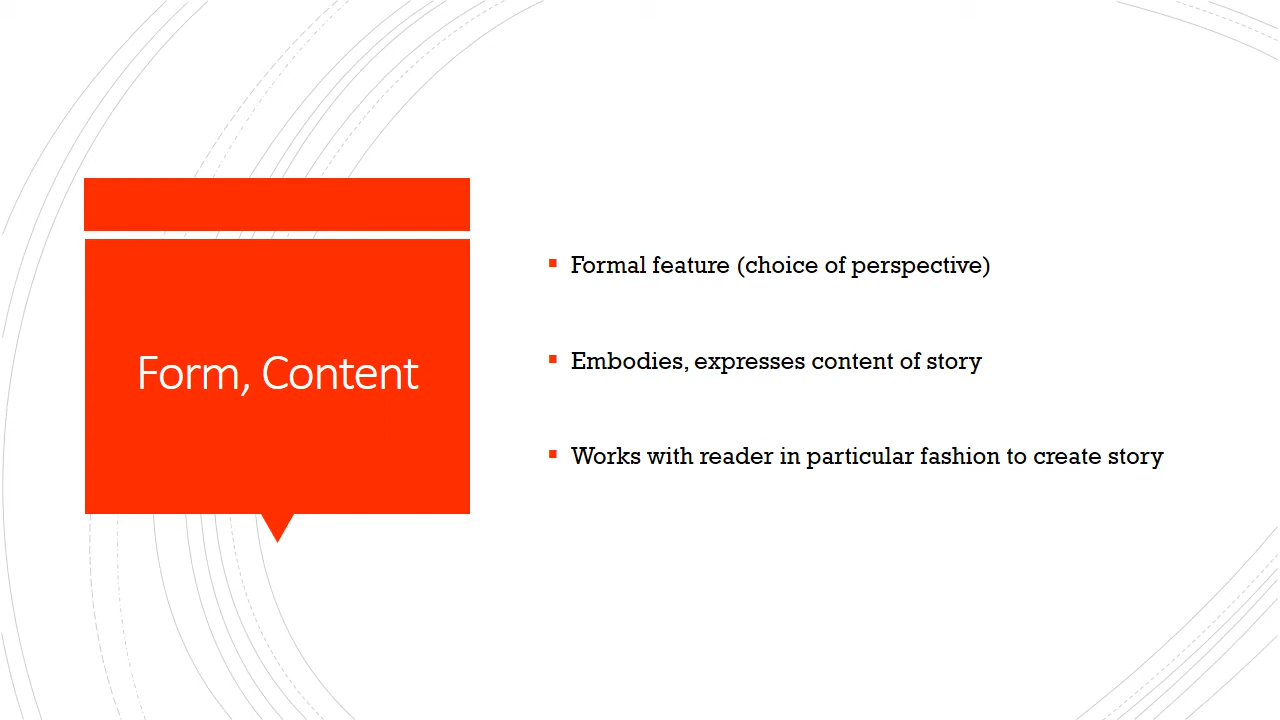 Form, Content
Formal feature (choice of perspective)
Embodies, expresses content of story
Works with reader in particular fashion to create story